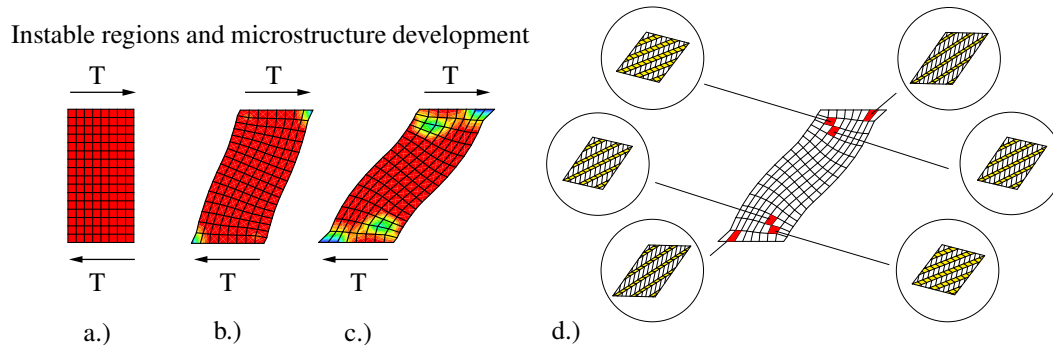 Instable regions and microstructure development
T T T
T T T
a.) b.) c.) d.)